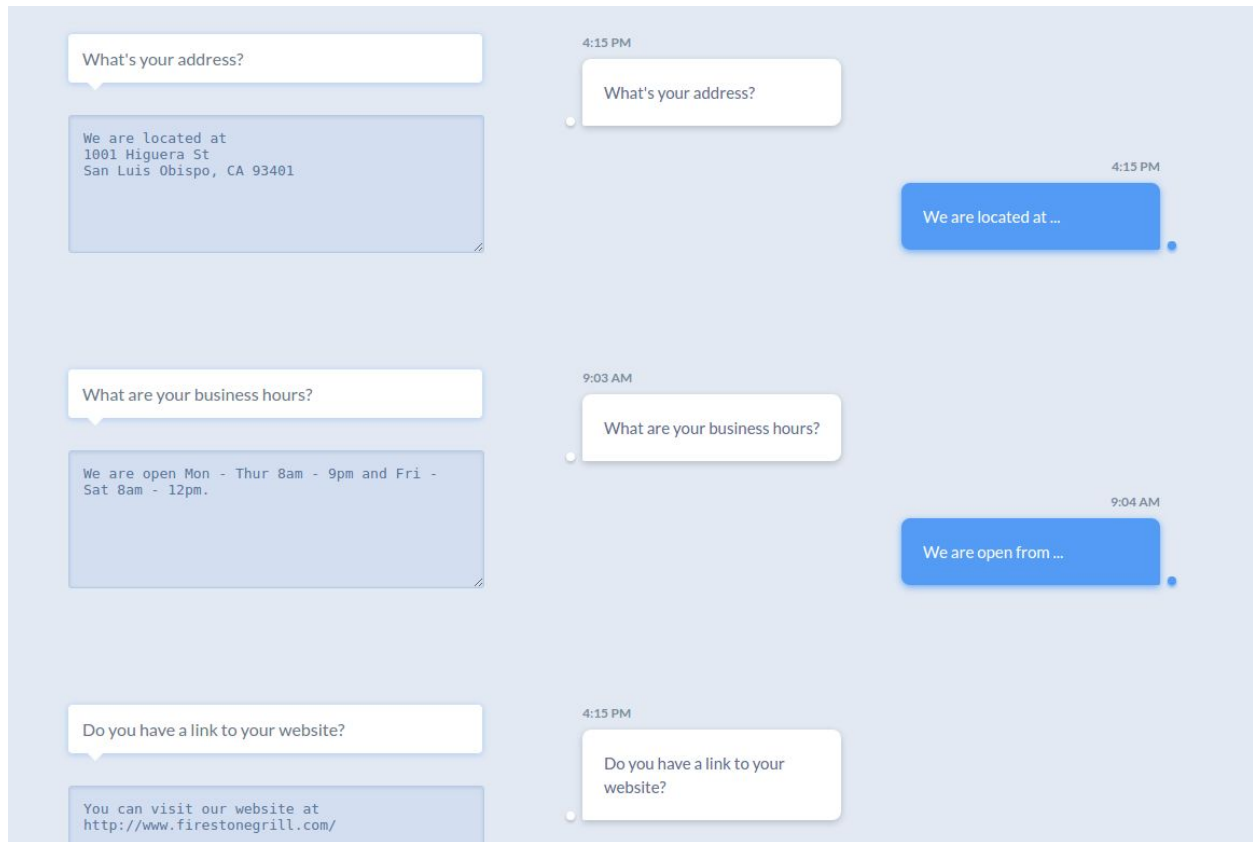 What's your address?
We are located at
1001 Higuera St
San Luis Obispo, CA 93401
4:15 PM
What's your address?
4:15 PM
We are located at ...
What are your business hours?
We are open Mon - Thur 8am - 9pm and Fri -
Sat 8am - 12pm.
9:03 AM
What are your business hours?
9:04 AM
We are open from ...
Do you have a link to your website?
You can visit our website at
http://www.firestonegrill.com/
4:15 PM
Do you have a link to your
website?